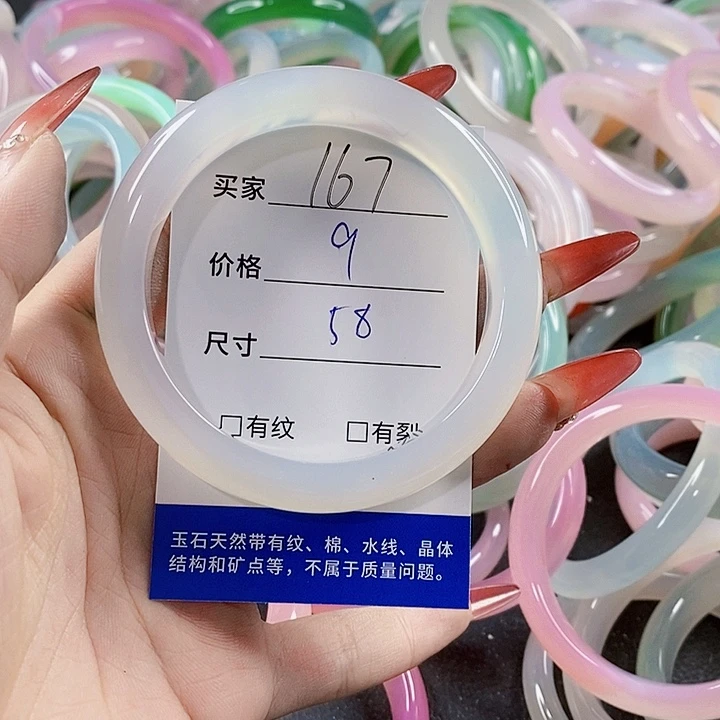 买家 167
价格 9
尺寸 58
□有纹 □有裂
玉石天然带有纹、棉、水线、晶体
结构和矿点等，不属于质量问题。